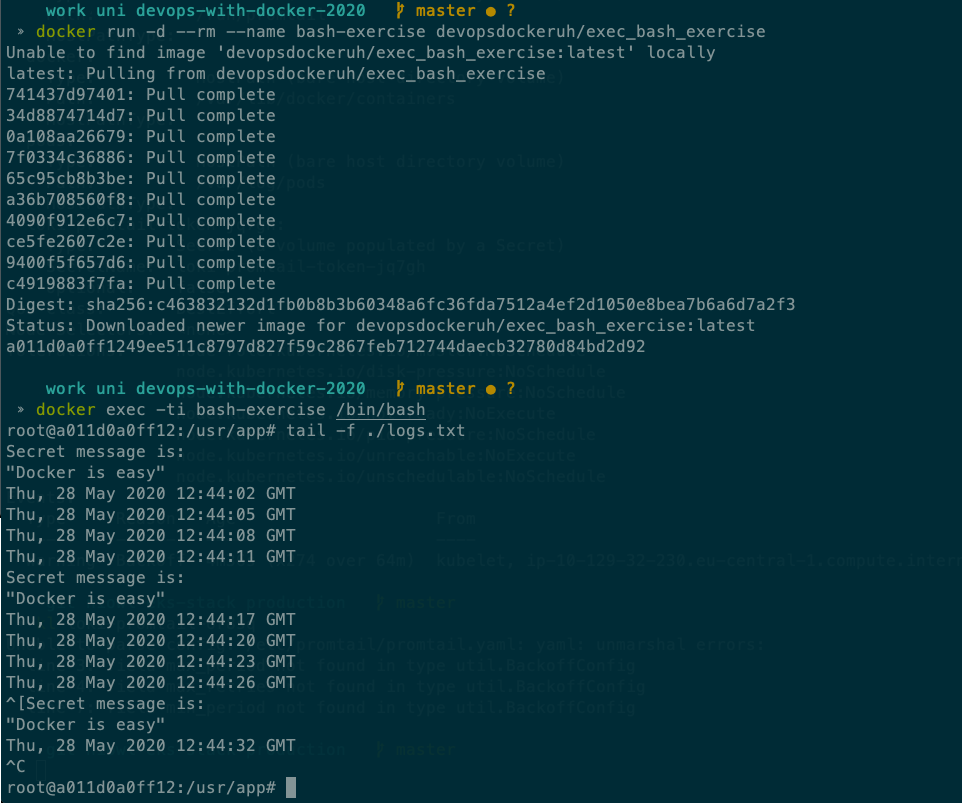 work uni devops-with-docker-2020 master ● ?
» docker run -d --rm --name bash-exercise devopsdockeruh/exec_bash_exercise
Unable to find image 'devopsdockeruh/exec_bash_exercise:latest' locally
latest: Pulling from devopsdockeruh/exec_bash_exercise
741437d97401: Pull complete
34d8874714d7: Pull complete
0a108aa26679: Pull complete
7f0334c36886: Pull complete
65c95cb8b3be: Pull complete
a36b708560f8: Pull complete
4090f912e6c7: Pull complete
ce5fe2607c2e: Pull complete
9400f5f657d6: Pull complete
c4919883f7fa: Pull complete
Digest: sha256:c463832132d1fb0b8b3b60348a6fc36fda7512a4ef2d1050e8bea7b6a6d7a2f3
Status: Downloaded newer image for devopsdockeruh/exec_bash_exercise:latest
a011d0a0ff1249ee511c8797d827f59c2867feb712744daecb32780d84bd2d92
work uni devops-with-docker-2020 master ● ?
» docker exec -ti bash-exercise /bin/bash
root@a011d0a0ff12:/usr/app# tail -f ./logs.txt
Secret message is:
"Docker is easy"
Thu, 28 May 2020 12:44:02 GMT
Thu, 28 May 2020 12:44:05 GMT
Thu, 28 May 2020 12:44:08 GMT
Thu, 28 May 2020 12:44:11 GMT
Secret message is:
"Docker is easy"
Thu, 28 May 2020 12:44:17 GMT
Thu, 28 May 2020 12:44:20 GMT
Thu, 28 May 2020 12:44:23 GMT
Thu, 28 May 2020 12:44:26 GMT
^[Secret message is:
"Docker is easy"
Thu, 28 May 2020 12:44:32 GMT
^C
root@a011d0a0ff12:/usr/app#